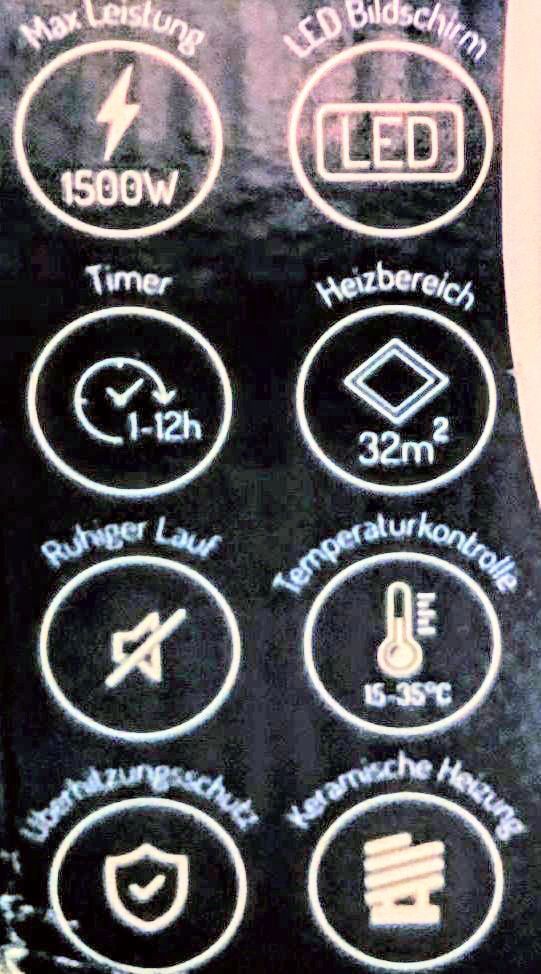 Max Leistung
1500W
LED Bildschirm
LED
Timer
1-12h
Heizbereich
32m²
Ruhiger Lauf
Temperaturkontrolle
15-35°C
Überhitzungsschutz
Keramische Heizung